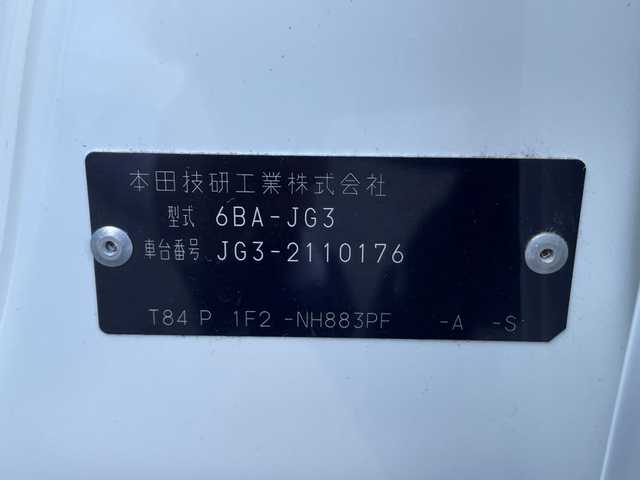 本田技研工業株式会社
型式 6BA-JG3
車台番号 JG3-2110176
T84 P 1F2 -NH883PF -A -S